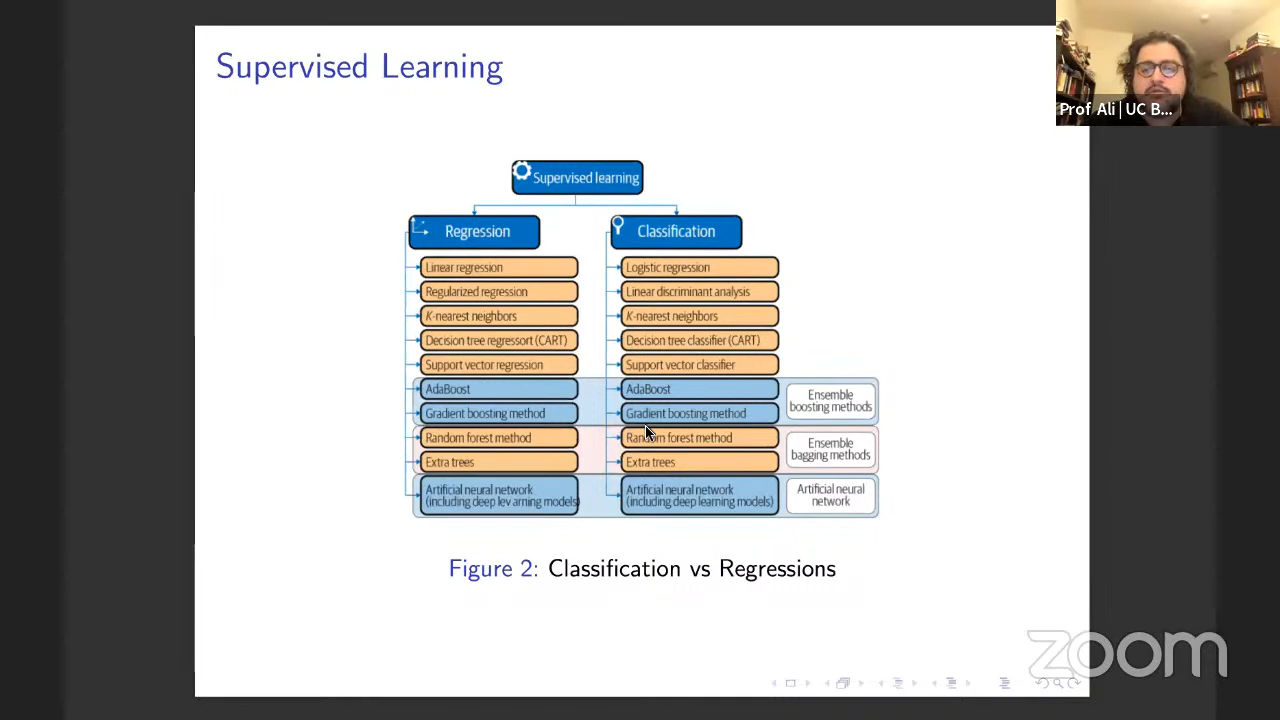 Supervised Learning
Prof Ali | UC B...
Supervised learning
Regression
Classification
Linear regression
Logistic regression
Regularized regression
Linear discriminant analysis
K-nearest neighbors
K-nearest neighbors
Decision tree regressort (CART)
Decision tree classifier (CART)
Support vector regression
Support vector classifier
AdaBoost
AdaBoost
Ensemble
boosting methods
Gradient boosting method
Gradient boosting method
Random forest method
Random forest method
Ensemble
bagging methods
Extra trees
Extra trees
Artificial neural network
(including deep lev arning models)
Artificial neural network
(including deep learning models)
Artificial neural
network
Figure 2: Classification vs Regressions
zoom